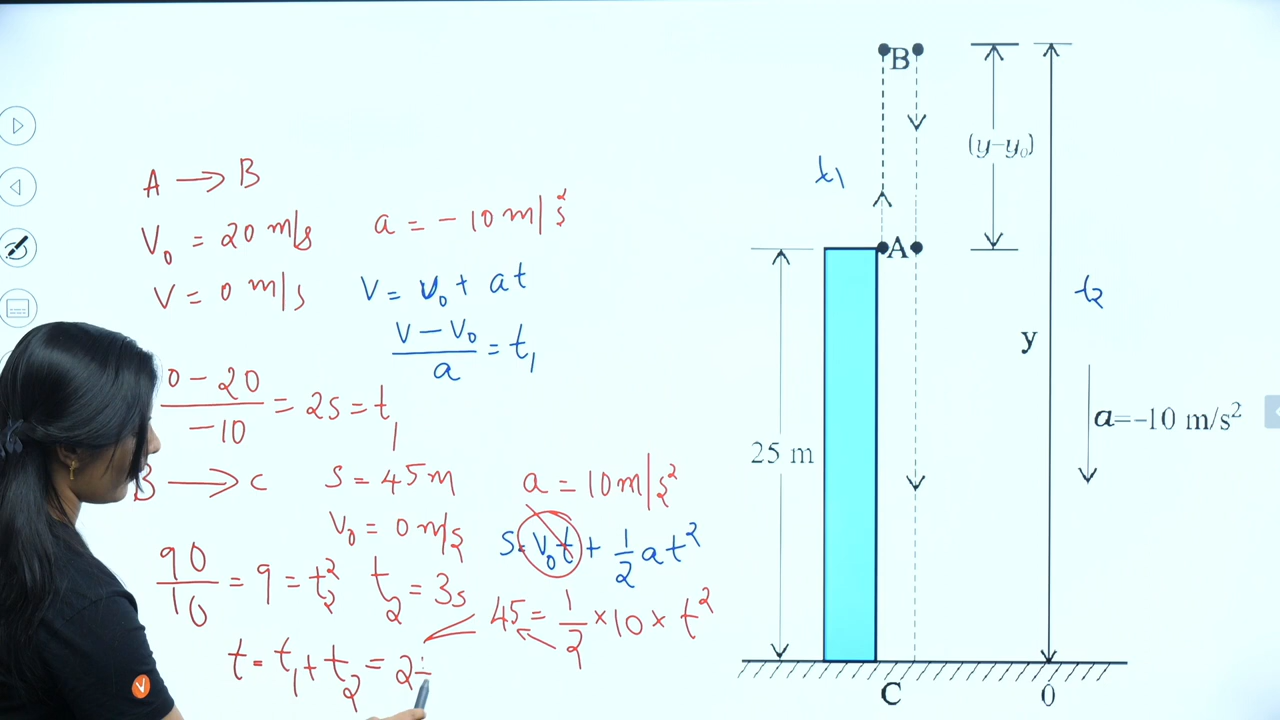 A → B
V₀ = 20 m/s   a = -10 m/s²
V = 0 m/s   V = v₀ + at
(V - V₀)/a = t₁
(0 - 20)/-10 = 2s = t₁
B → C   S = 45m   a = 10m/s²
V₀ = 0 m/s   S = V₀t + 1/2 at²
90/10 = 9 = t₂²   t₂ = 3s   45 = 1/2 × 10 × t²
t = t₁ + t₂ = 2+
B
(y–y₀)
t₁
A
t₂
y
a=–10 m/s²
25 m
C
0
V